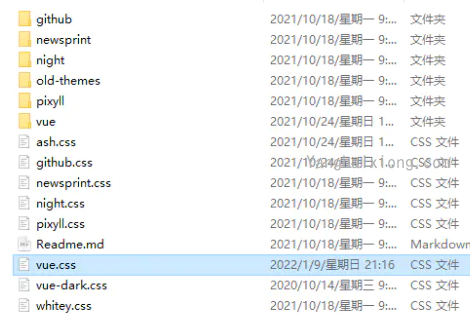 github 2021/10/18/星期一 9:... 文件夹
newsprint 2021/10/18/星期一 9:... 文件夹
night 2021/10/18/星期一 9:... 文件夹
old-themes 2021/10/18/星期一 9:... 文件夹
pixyll 2021/10/18/星期一 9:... 文件夹
vue 2021/10/24/星期日 1... 文件夹
ash.css 2021/10/24/星期日 1... CSS 文件
github.css 2021/10/24/星期日 1... CSS 文件
newsprint.css 2021/10/18/星期一 9:... CSS 文件
night.css 2021/10/18/星期一 9:... CSS 文件
pixyll.css 2021/10/18/星期一 9:... CSS 文件
Readme.md 2021/10/18/星期一 9:... Markdown
vue.css 2022/1/9/星期日 21:16 CSS 文件
vue-dark.css 2020/10/14/星期三 9:... CSS 文件
whitey.css 2021/10/18/星期一 9:... CSS 文件